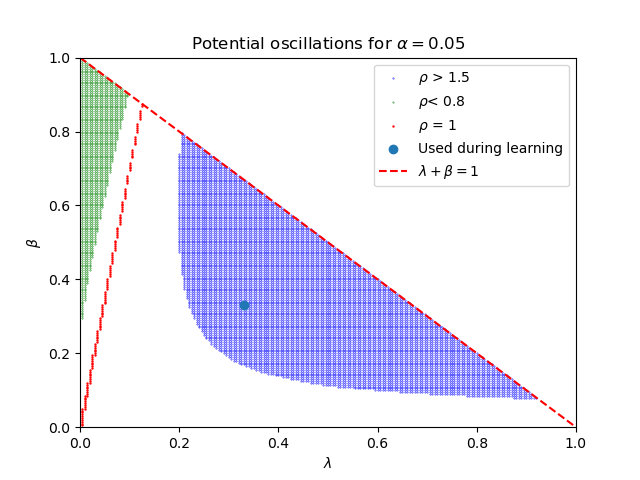 Potential oscillations for α = 0.05
ρ > 1.5
ρ< 0.8
ρ = 1
Used during learning
λ + β = 1
1.0
0.8
0.6
0.4
0.2
0.0
β
0.0 0.2 0.4 0.6 0.8 1.0
λ